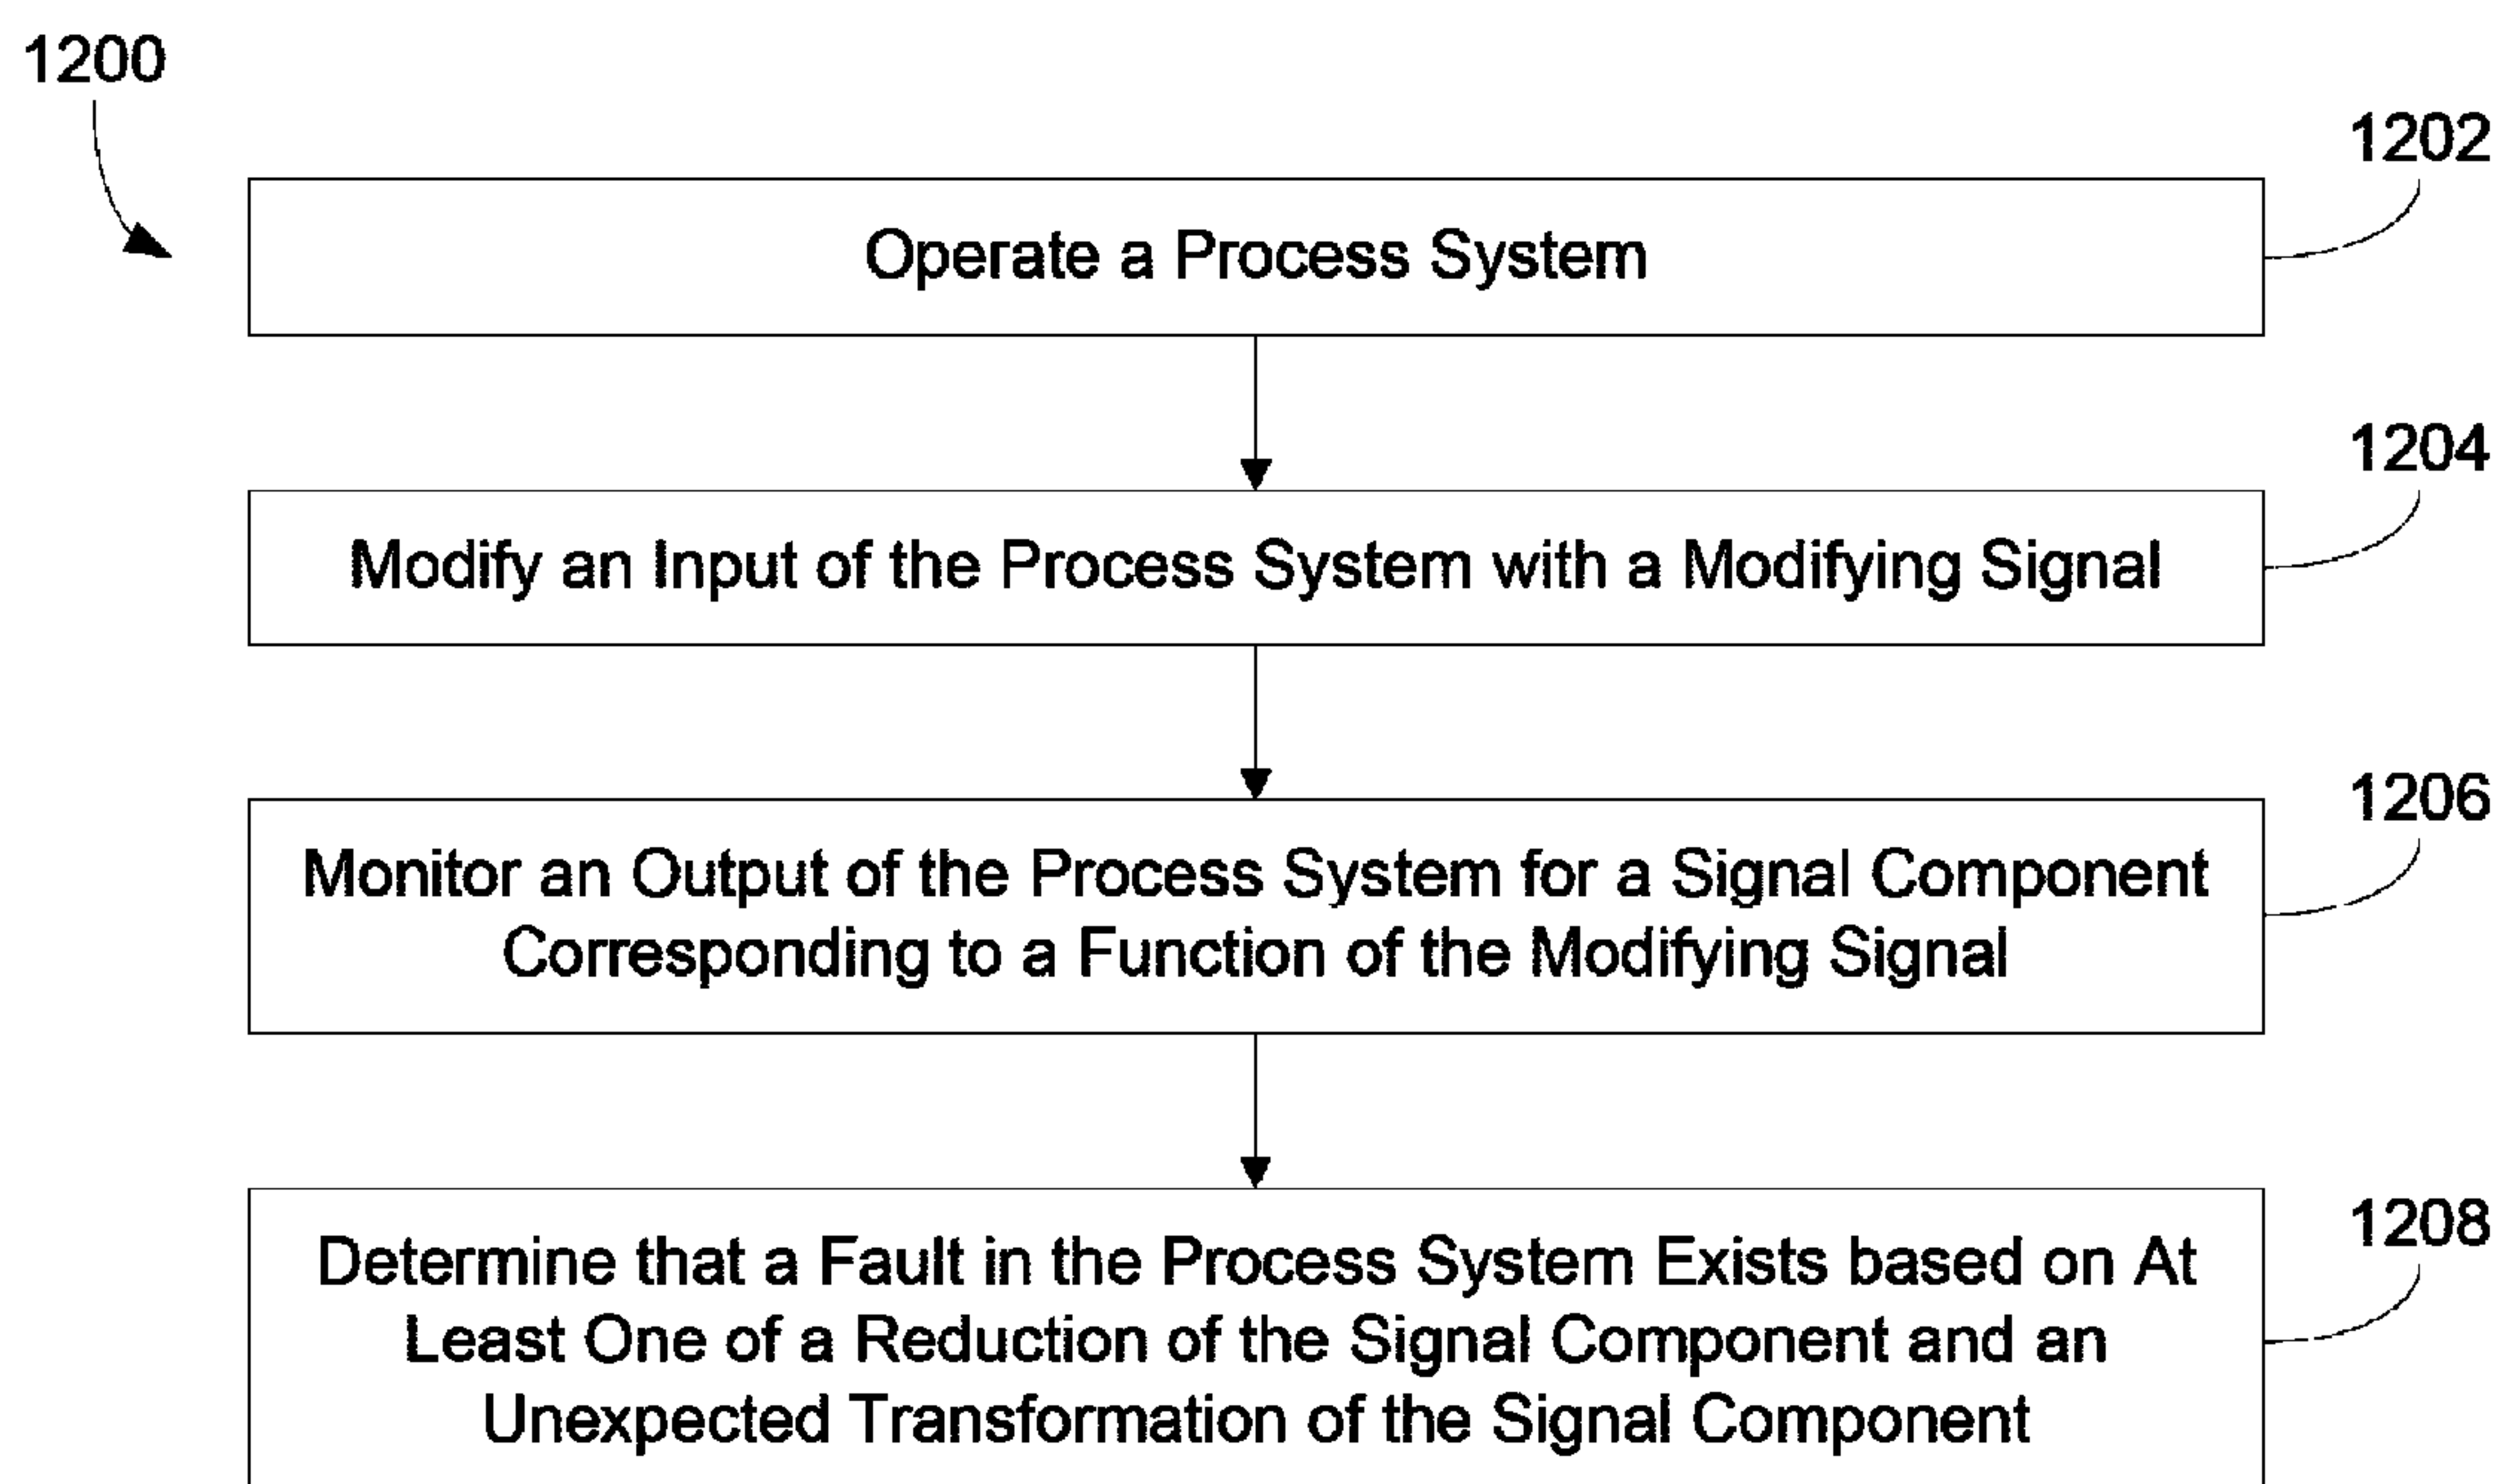 1200
1202
Operate a Process System
1204
Modify an Input of the Process System with a Modifying Signal
1206
Monitor an Output of the Process System for a Signal Component
Corresponding to a Function of the Modifying Signal
1208
Determine that a Fault in the Process System Exists based on At
Least One of a Reduction of the Signal Component and an
Unexpected Transformation of the Signal Component